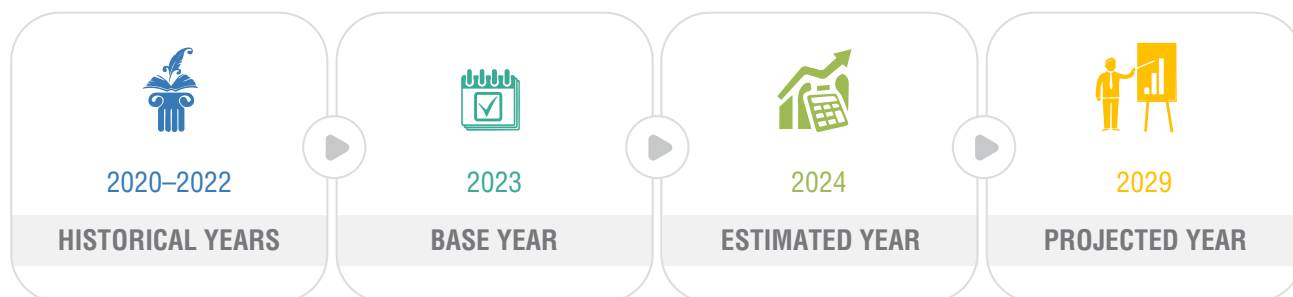 2020–2022
HISTORICAL YEARS
2023
BASE YEAR
2024
ESTIMATED YEAR
2029
PROJECTED YEAR